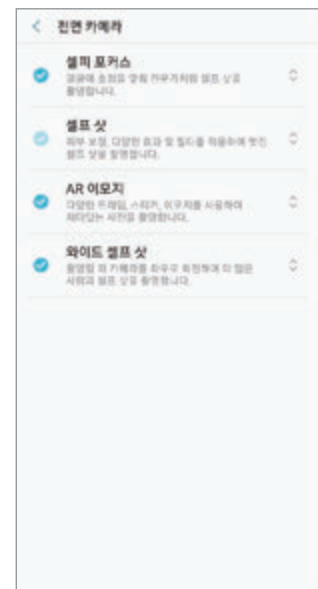 전면 카메라
셀피 포커스
얼굴에 초점을 맞춰 전문가처럼 셀프 샷을
촬영합니다.
셀프 샷
피부 보정, 다양한 효과 및 필터를 적용하여 멋진
셀프 샷을 촬영합니다.
AR 이모지
다양한 프레임, 스티커, 이모지를 사용하여
재미있는 사진을 촬영합니다.
와이드 셀프 샷
촬영할 때 카메라를 좌우로 회전하여 더 많은
사람과 셀프 샷을 촬영합니다.